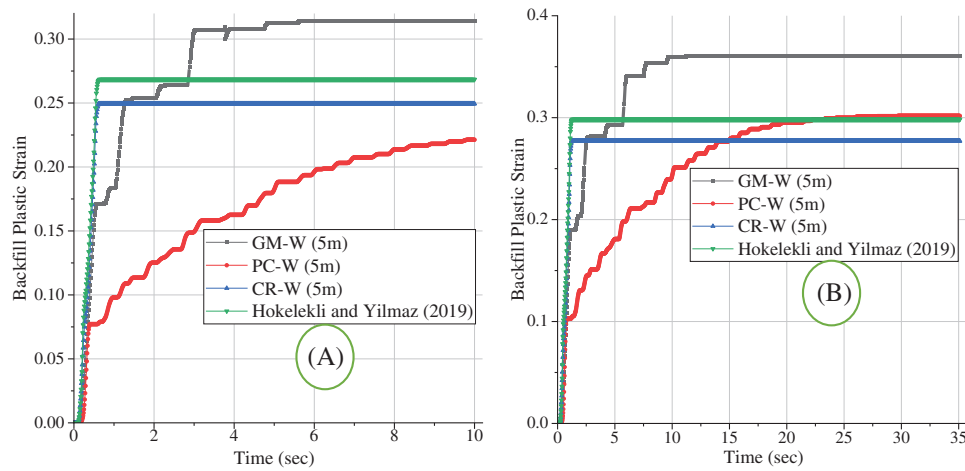 0.30
0.25
0.20
0.15
0.10
0.05
0.00
Backfill Plastic Strain
GM-W (5m)
PC-W (5m)
CR-W (5m)
Hokelekli and Yilmaz (2019)
(A)
0 2 4 6 8 10
Time (sec)
0.4
0.3
0.2
0.1
0.0
Backfill Plastic Strain
GM-W (5m)
PC-W (5m)
CR-W (5m)
Hokelekli and Yilmaz (2019)
(B)
0 5 10 15 20 25 30 35
Time (sec)